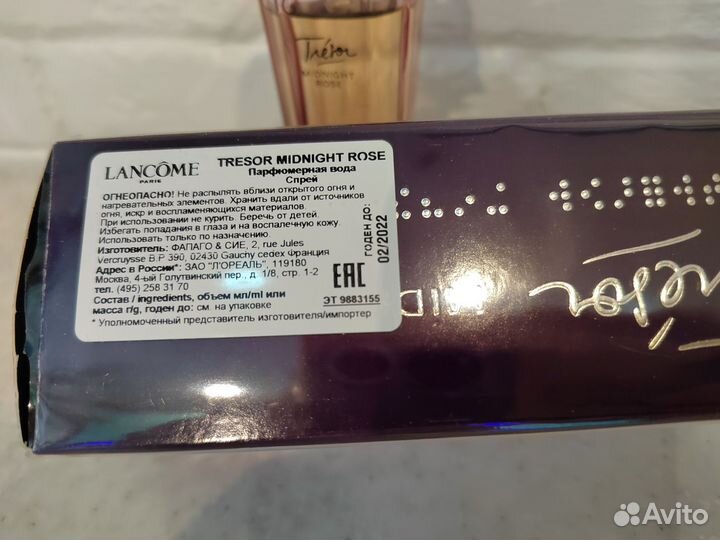 Trésor
MIDNIGHT
ROSE
LANCÔME
PARIS
TRESOR MIDNIGHT ROSE
Парфюмерная вода
Спрей
ОГНЕОПАСНО! Не распылять вблизи открытого огня и
нагревательных элементов. Хранить вдали от источников
огня, искр и воспламеняющихся материалов.
При использовании не курить. Беречь от детей.
Избегать попадания в глаза и на воспаленную кожу.
Использовать только по назначению.
Изготовитель: ФАПАГО & СИЕ, 2, rue Jules
Vercruysse B.P 390, 02430 Gauchy cedex Франция
Адрес в России*: ЗАО "Л'ОРЕАЛЬ", 119180
Москва, 4-ый Голутвинский пер., д. 1/8, стр. 1-2
тел. (495) 258 31 70
Состав / ingredients, объем мл/ml или
масса г/g, годен до: см. на упаковке
* Уполномоченный представитель изготовителя/импортер
ГОДЕН ДО:
02/2022
EAC
ЭТ 9883155
Trésor
MID
Avito